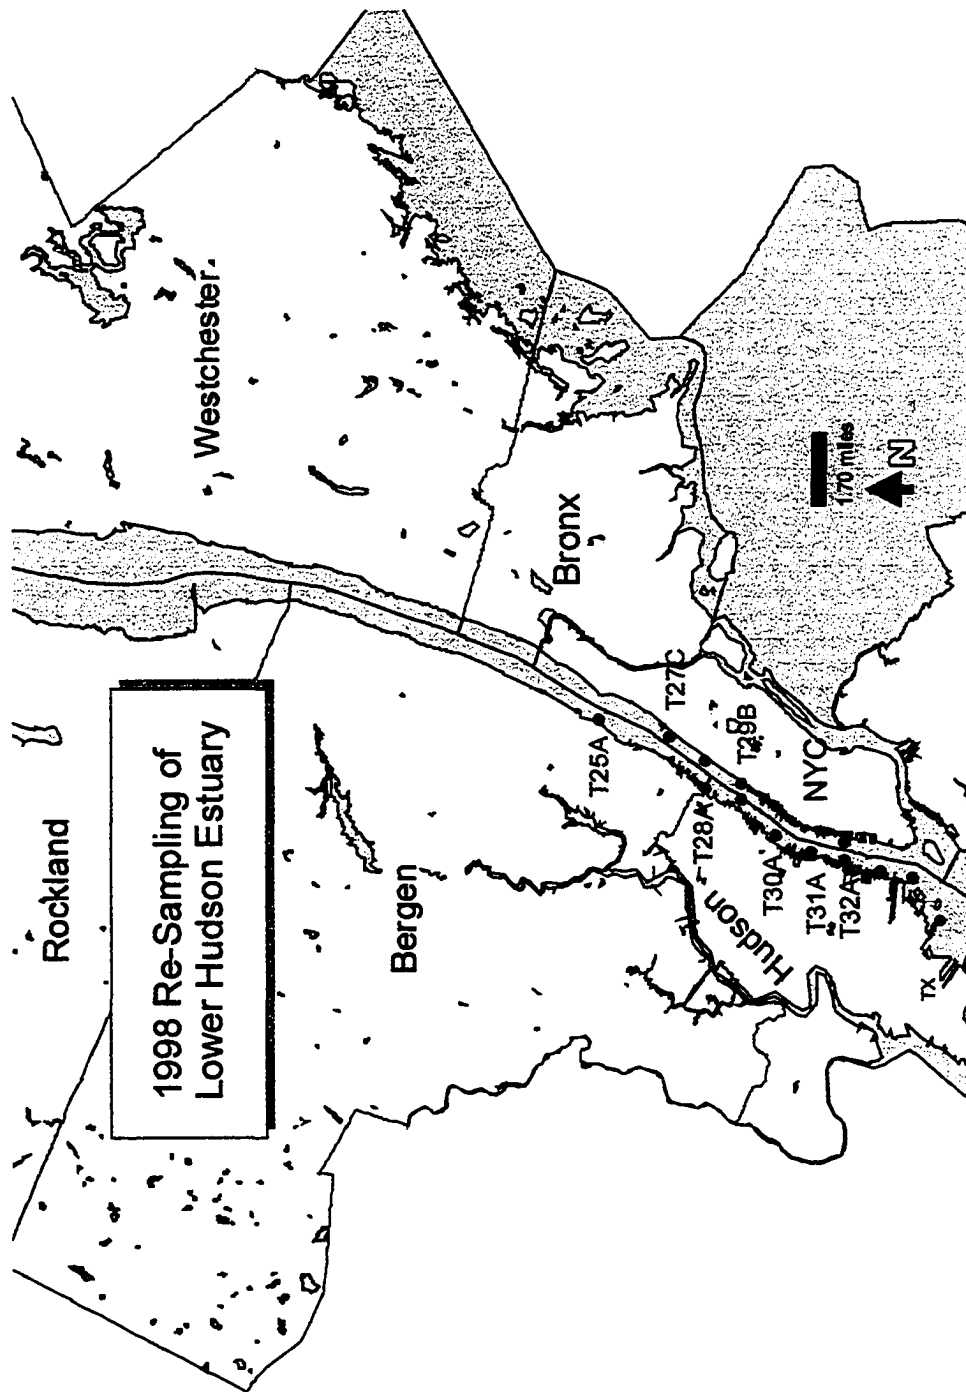 1998 Re-Sampling of
Lower Hudson Estuary
Rockland
Westchester
Bergen
Bronx
Hudson
NYC
T25A
T27C
T28A
T29B
T30A
T31A
T32A
TX
1:70 miles
N